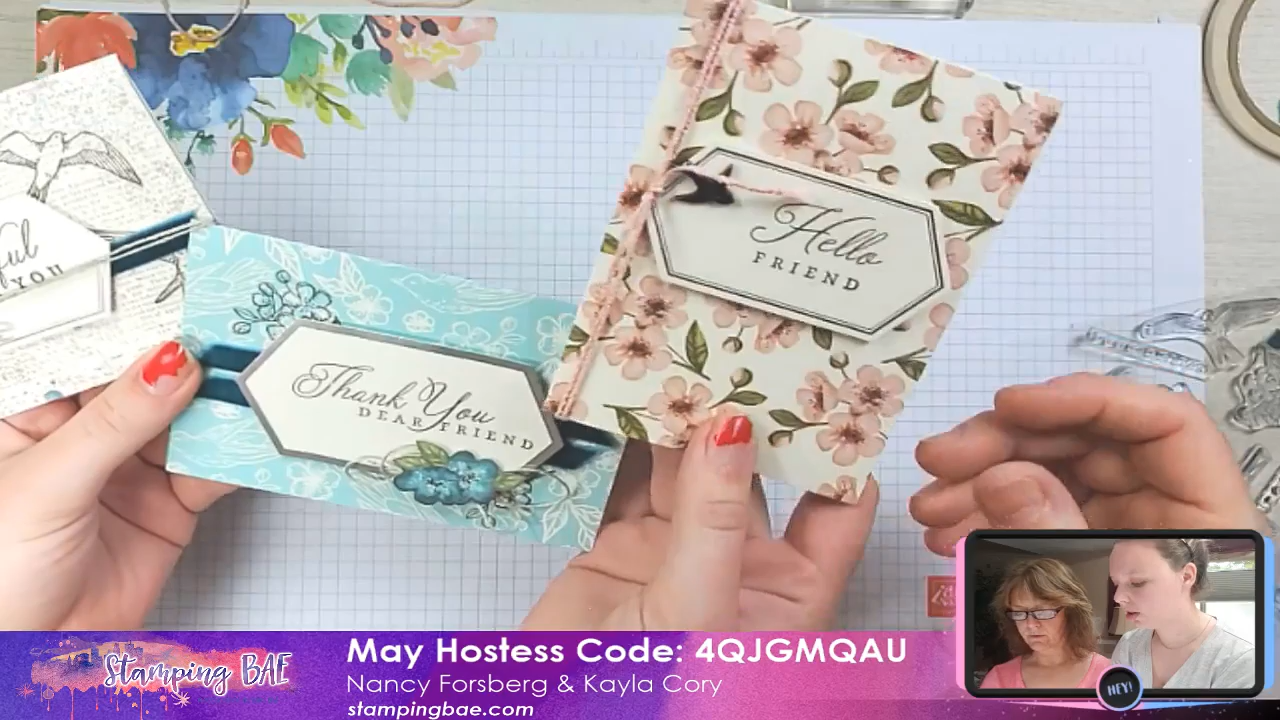 Hello
FRIEND
ful
YOU
Thank You
DEAR FRIEND
HEY!
Stamping BAE
May Hostess Code: 4QJGMQAU
Nancy Forsberg & Kayla Cory
stampingbae.com